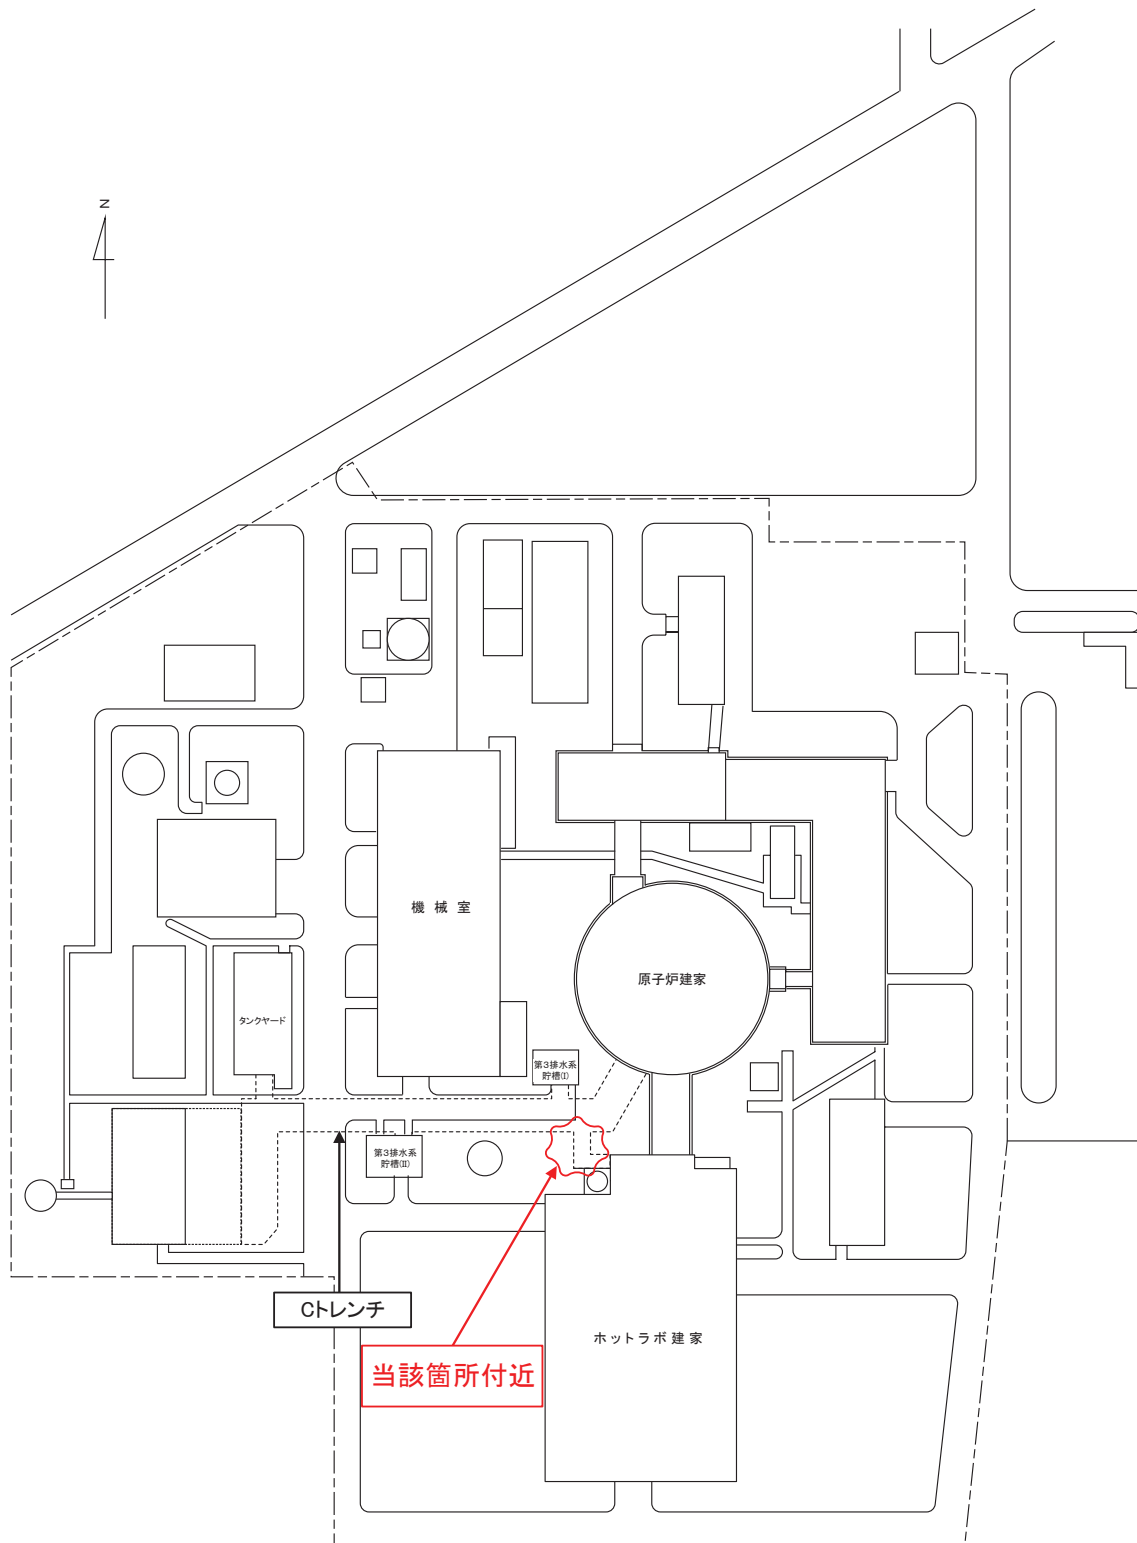 N
機械室
原子炉建家
タンクヤード
第3排水系
貯槽(I)
第3排水系
貯槽(II)
Cトレンチ
ホットラボ建家
当該箇所付近